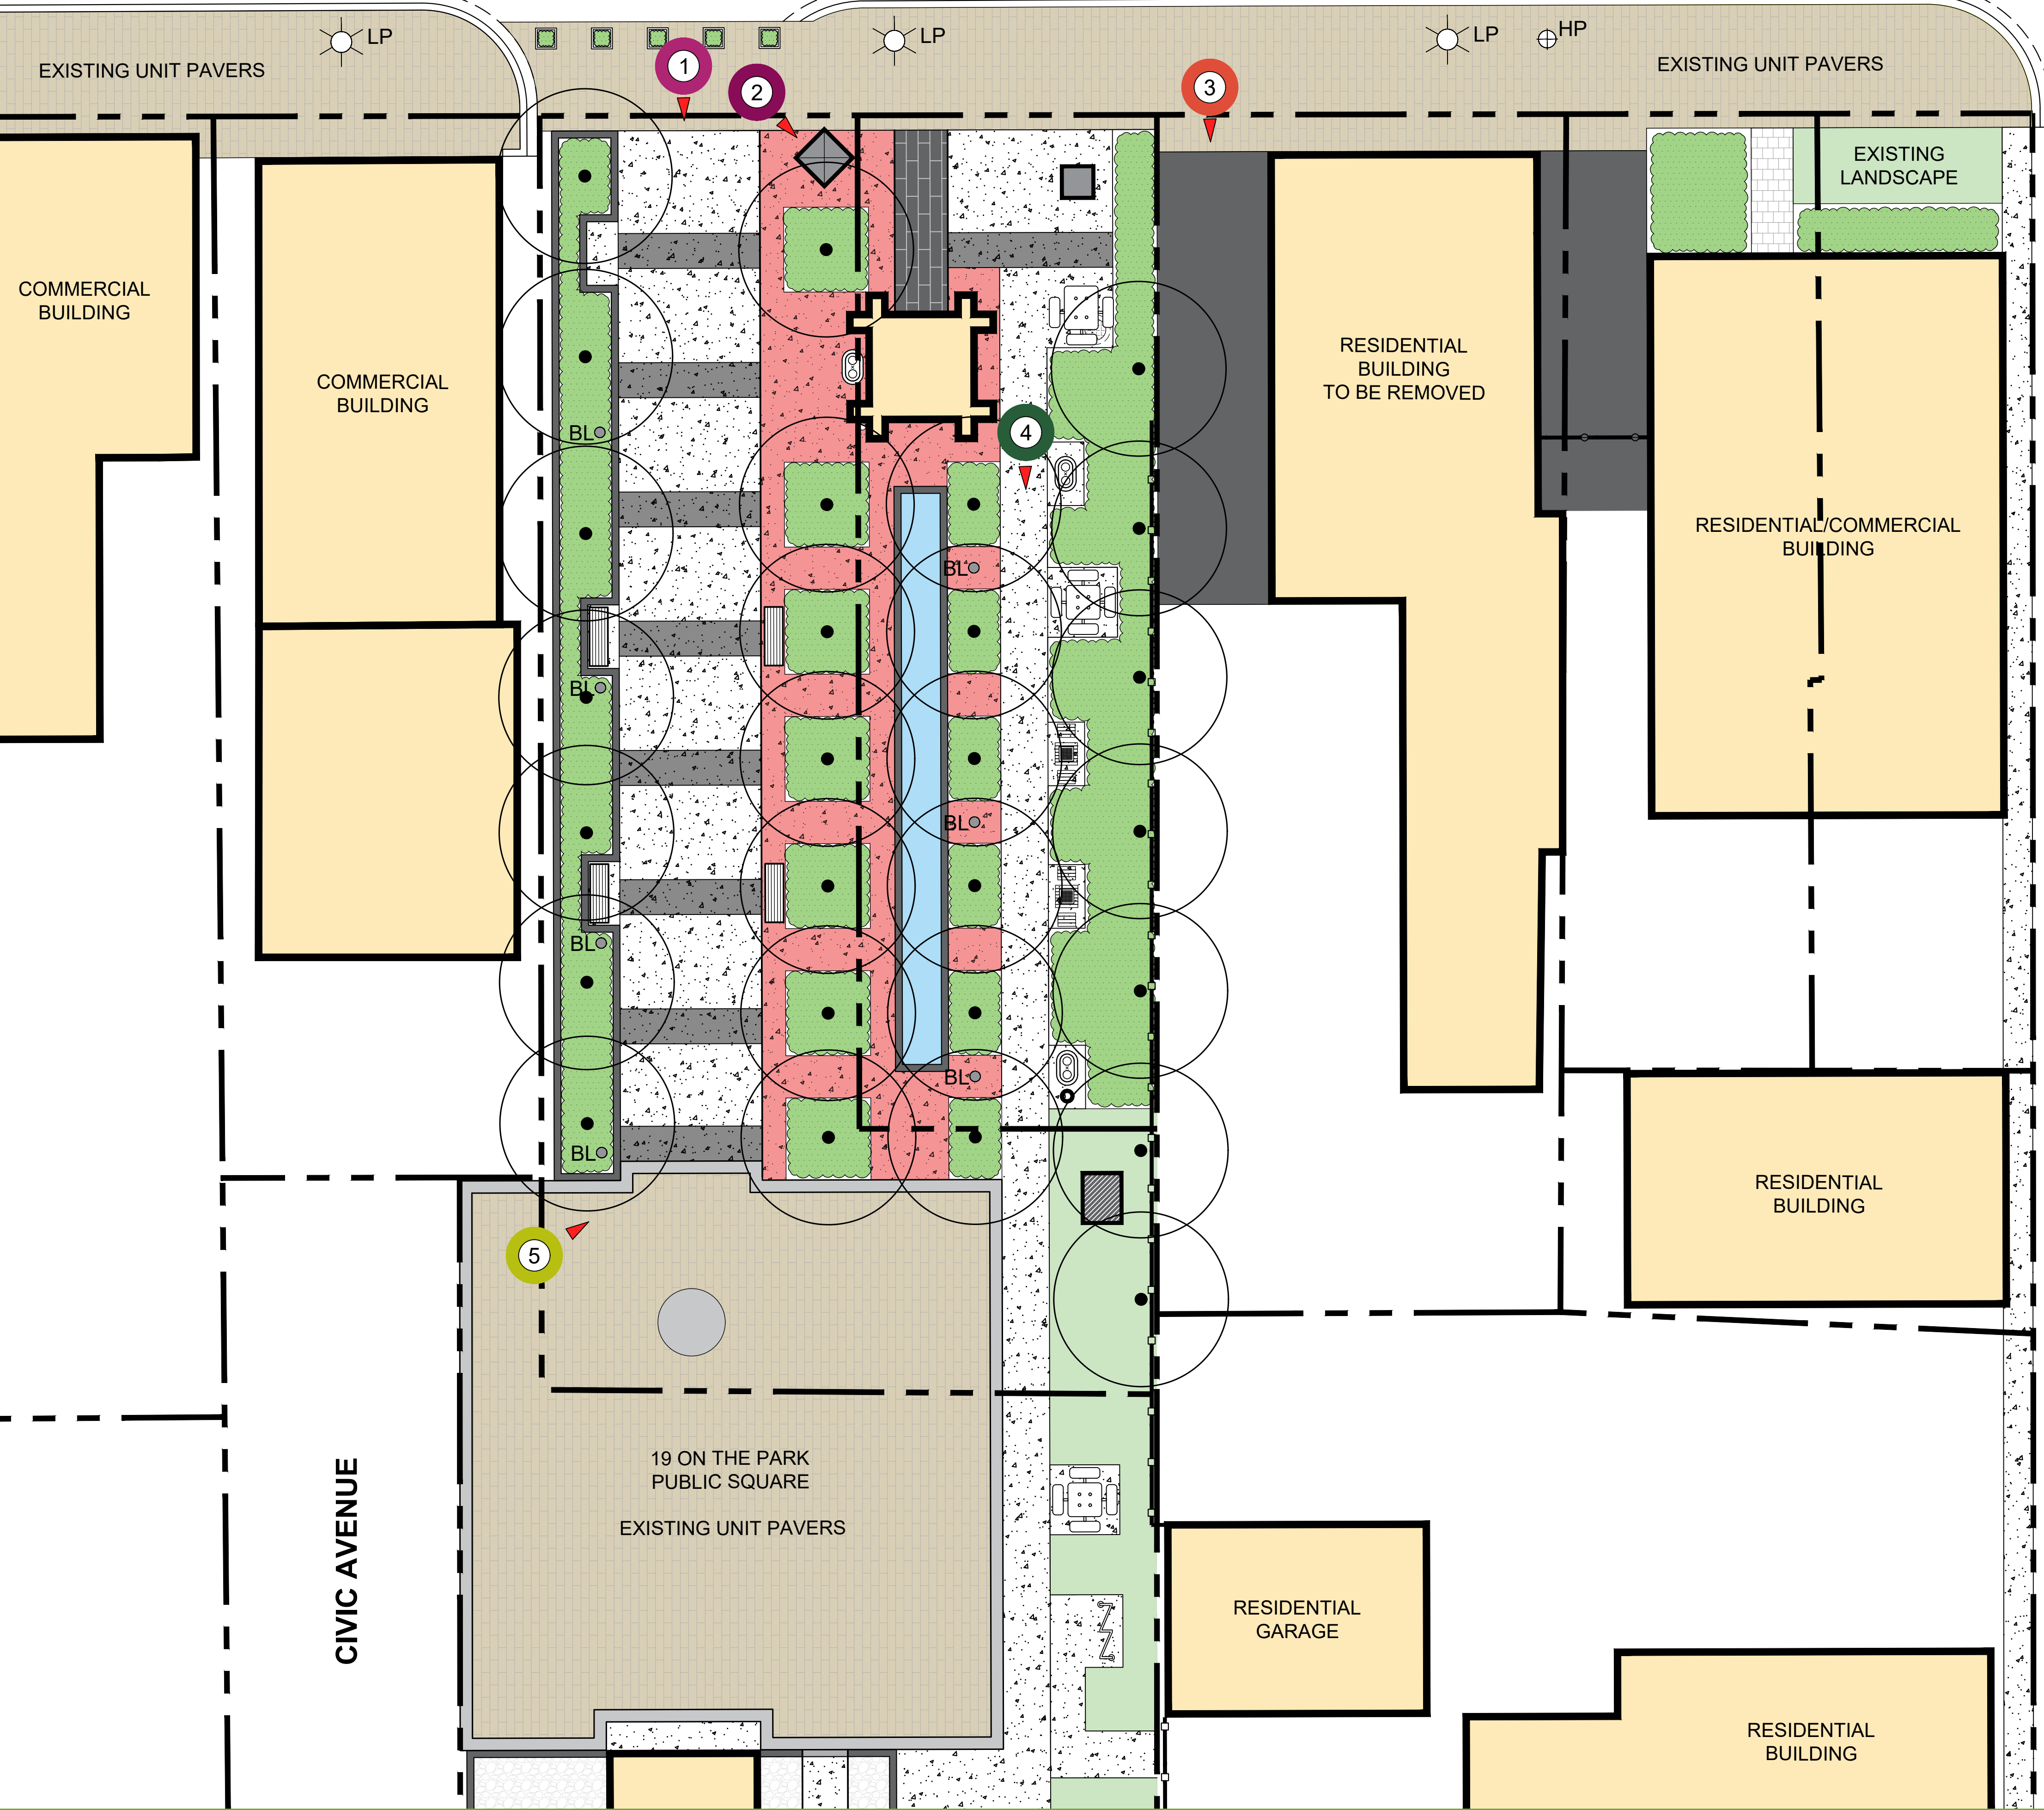 LP
LP
LP
HP
EXISTING UNIT PAVERS
1
2
3
EXISTING UNIT PAVERS
EXISTING
LANDSCAPE
COMMERCIAL
BUILDING
COMMERCIAL
BUILDING
RESIDENTIAL
BUILDING
TO BE REMOVED
BL
4
RESIDENTIAL/COMMERCIAL
BUILDING
BL
BL
BL
BL
BL
BL
RESIDENTIAL
BUILDING
5
19 ON THE PARK
PUBLIC SQUARE
EXISTING UNIT PAVERS
CIVIC AVENUE
RESIDENTIAL
GARAGE
RESIDENTIAL
BUILDING